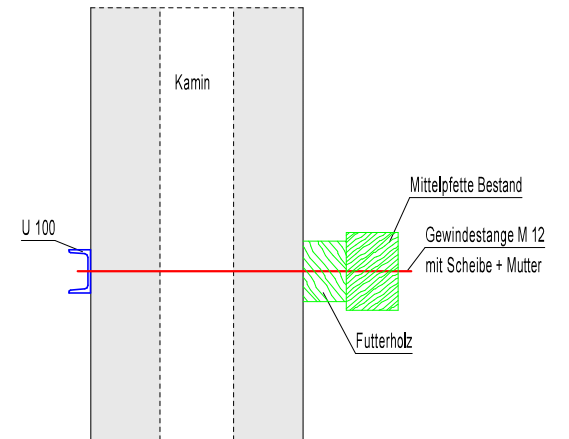 Kamin
Mittelpfette Bestand
U 100
Gewindestange M 12
mit Scheibe + Mutter
Futterholz